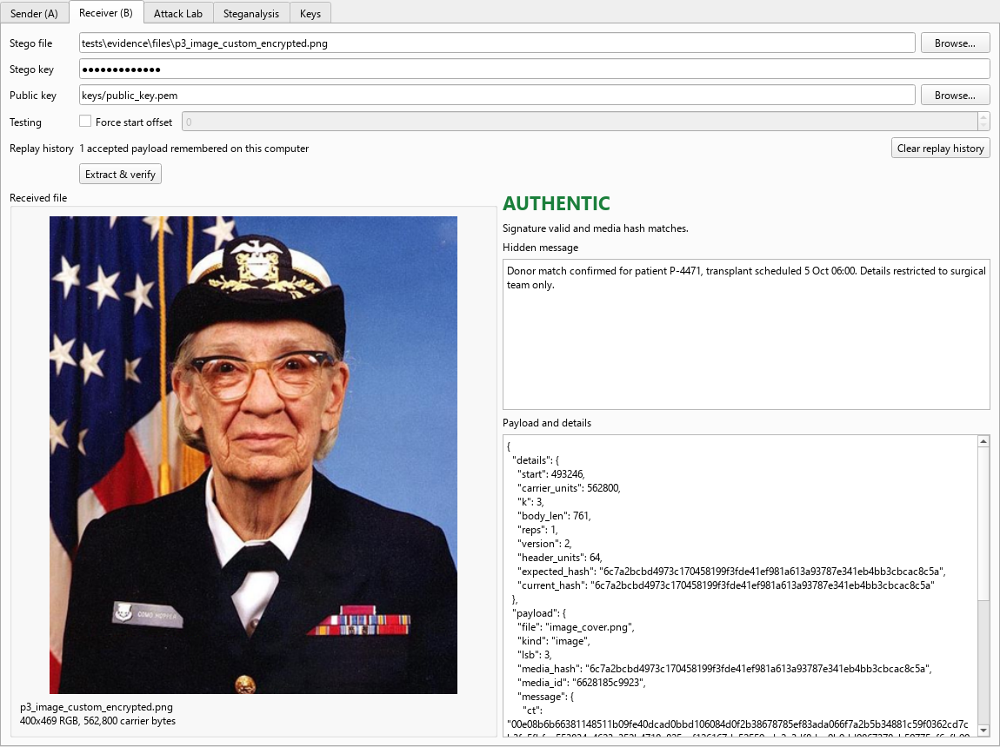 Sender (A) Receiver (B) Attack Lab Steganalysis Keys
Stego file tests\evidence\files\p3_image_custom_encrypted.png Browse...
Stego key ●●●●●●●●●●●●●
Public key keys/public_key.pem Browse...
Testing Force start offset 0
Replay history 1 accepted payload remembered on this computer Clear replay history
Extract & verify
Received file
COMO HOPPER
p3_image_custom_encrypted.png
400x469 RGB, 562,800 carrier bytes
AUTHENTIC
Signature valid and media hash matches.
Hidden message
Donor match confirmed for patient P-4471, transplant scheduled 5 Oct 06:00. Details restricted to surgical
team only.
Payload and details
{
"details": {
"start": 493246,
"carrier_units": 562800,
"k": 3,
"body_len": 761,
"reps": 1,
"version": 2,
"header_units": 64,
"expected_hash": "6c7a2bcbd4973c170458199f3fde41ef981a613a93787e341eb4bb3cbcac8c5a",
"current_hash": "6c7a2bcbd4973c170458199f3fde41ef981a613a93787e341eb4bb3cbcac8c5a"
},
"payload": {
"file": "image_cover.png",
"kind": "image",
"lsb": 3,
"media_hash": "6c7a2bcbd4973c170458199f3fde41ef981a613a93787e341eb4bb3cbcac8c5a",
"media_id": "6628185c9923",
"message": {
"ct":
"00e08b6b66381148511b09fe40dcad0bbd106084d0f2b38678785ef83ada066f7a2b5b34881c59f0362cd7c